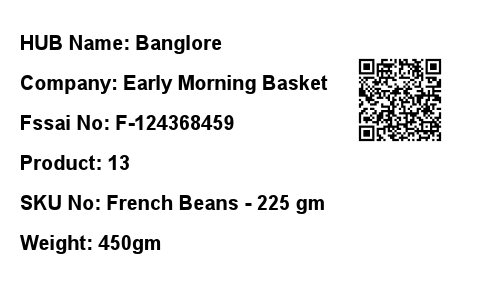 HUB Name: Banglore
Company: Early Morning Basket
Fssai No: F-124368459
Product: 13
SKU No: French Beans - 225 gm
Weight: 450gm